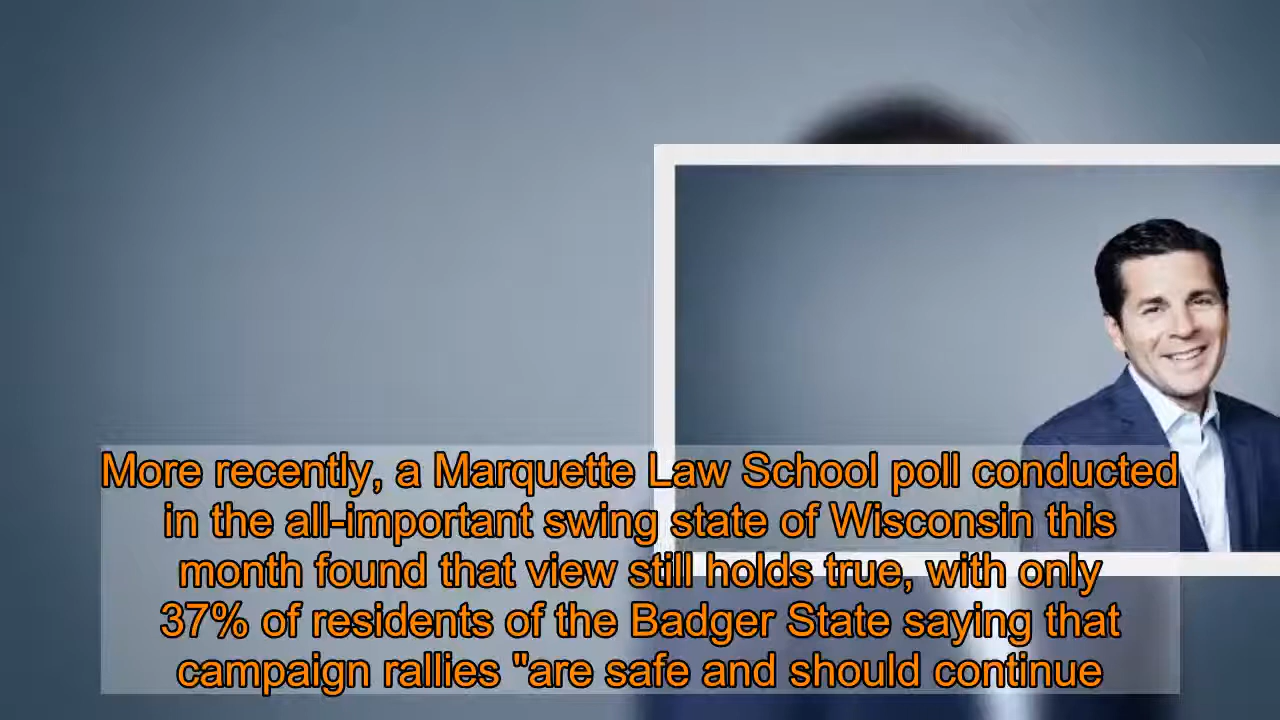 More recently, a Marquette Law School poll conducted
in the all-important swing state of Wisconsin this
month found that view still holds true, with only
37% of residents of the Badger State saying that
campaign rallies "are safe and should continue